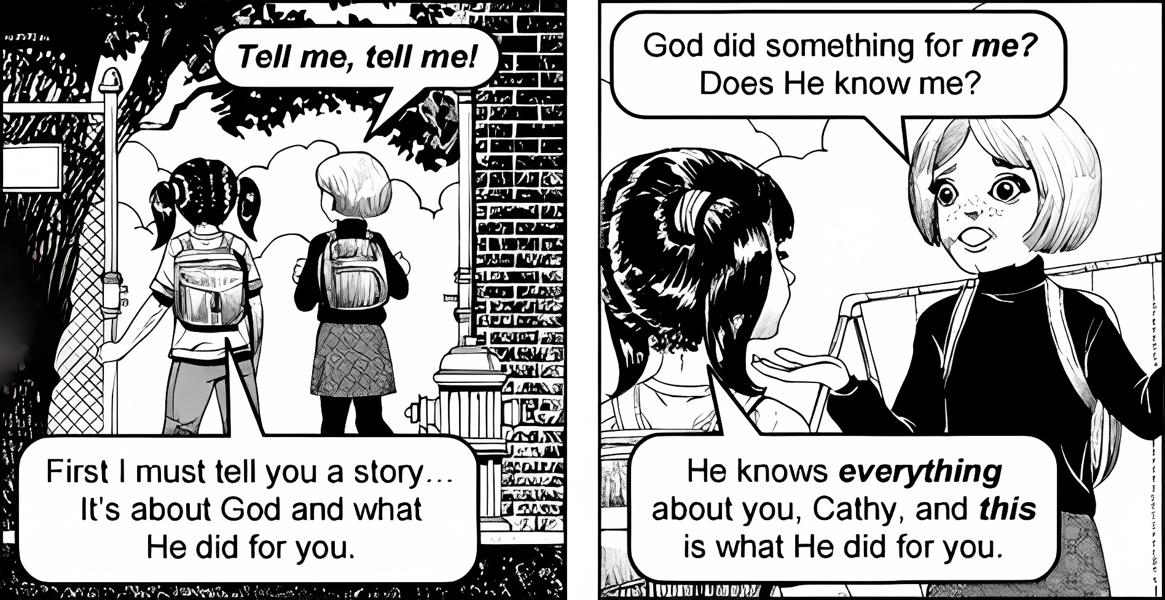 Tell me, tell me!
First I must tell you a story...
It's about God and what
He did for you.
God did something for me?
Does He know me?
He knows everything
about you, Cathy, and this
is what He did for you.